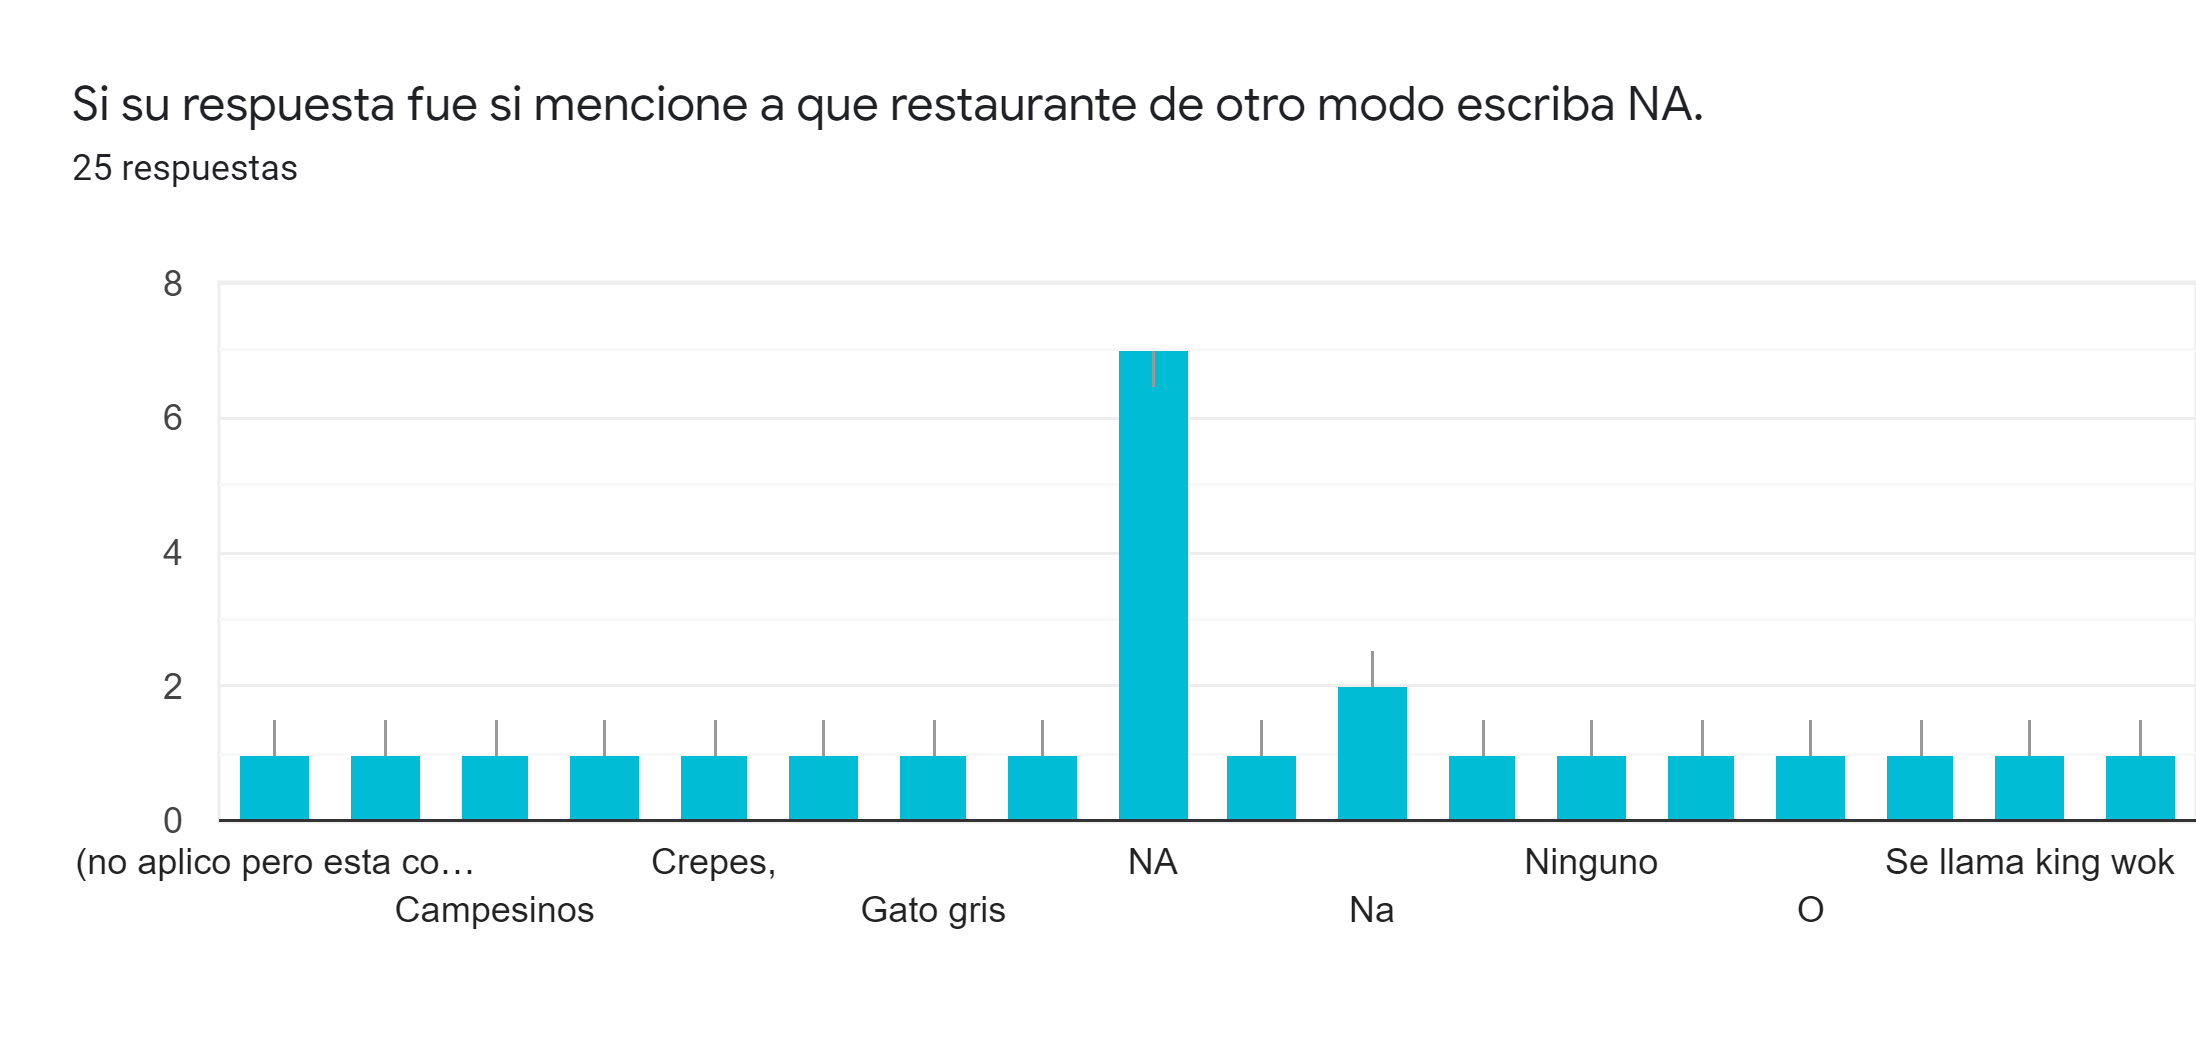 Si su respuesta fue si mencione a que restaurante de otro modo escriba NA.
25 respuestas
8
6
4
2
0
(no aplico pero esta co…
Crepes,
NA
Ninguno
Se llama king wok
Campesinos
Gato gris
Na
O